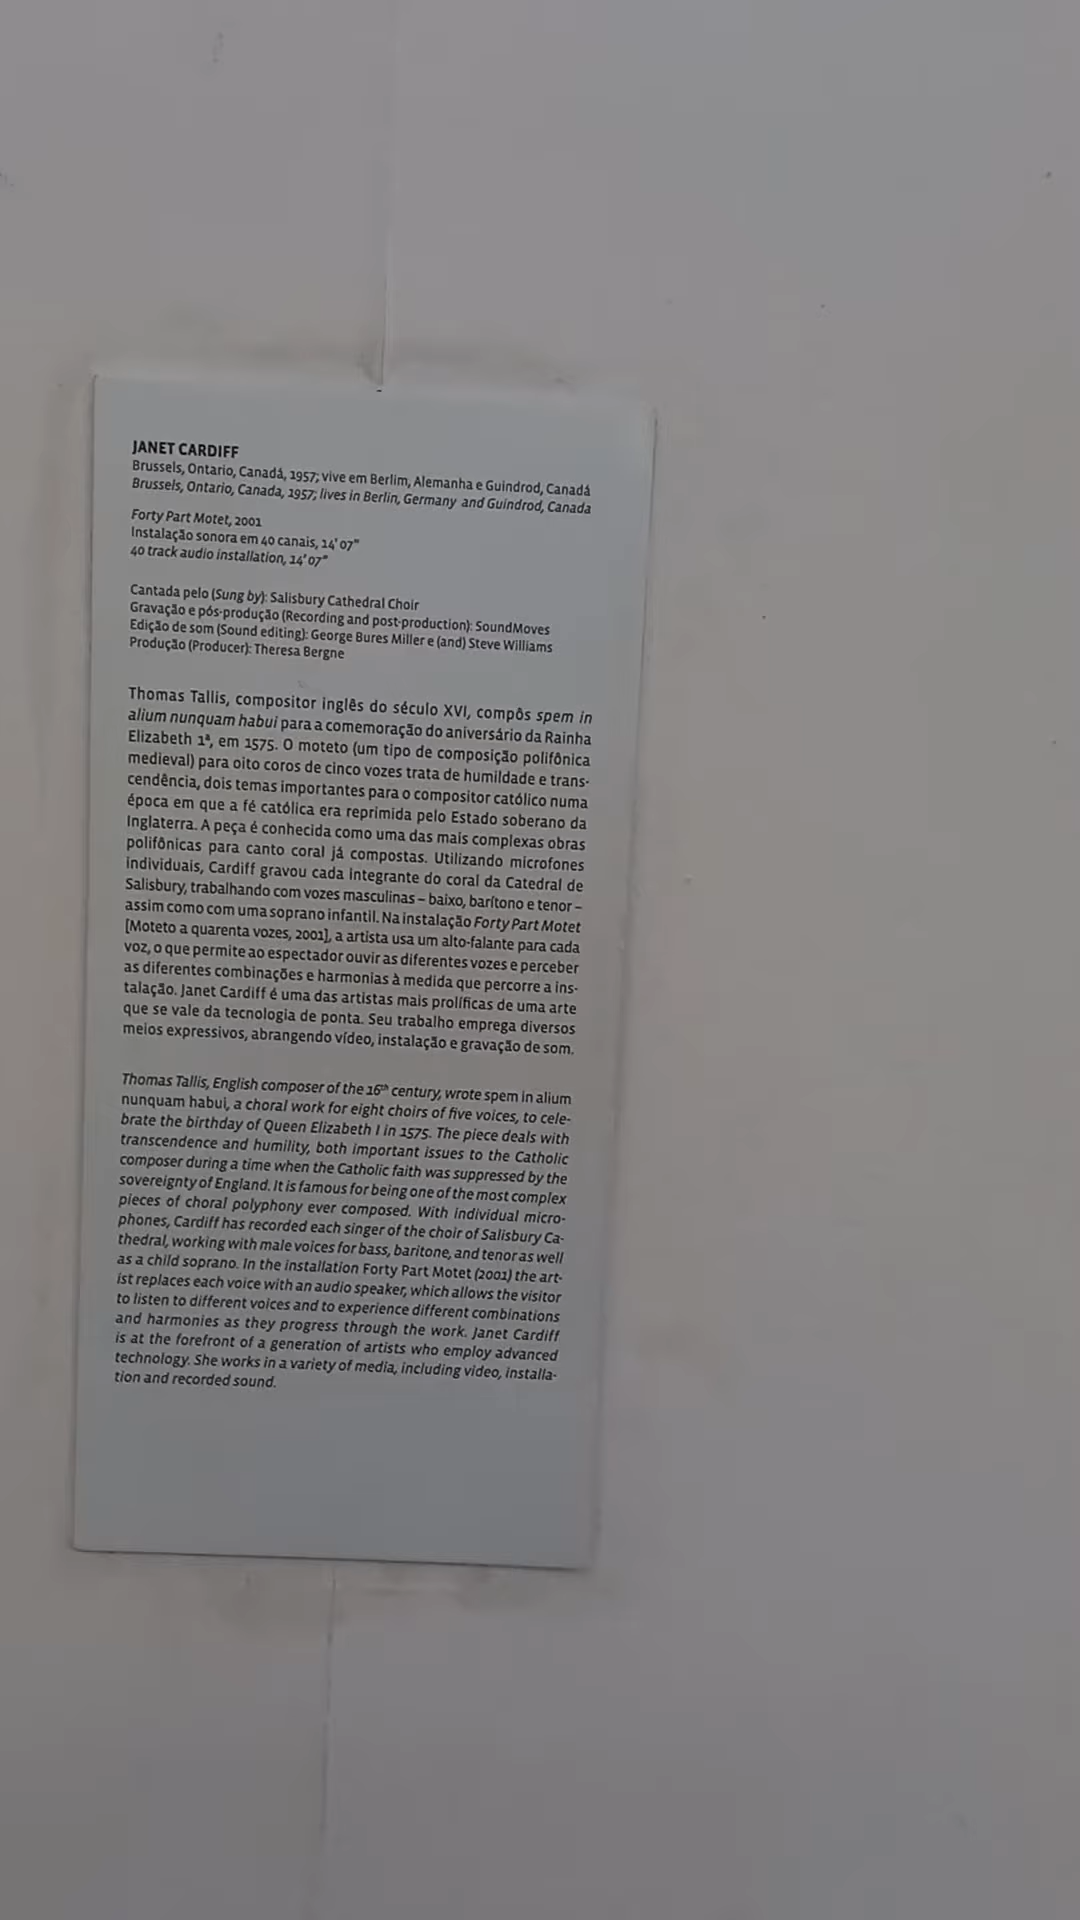 JANET CARDIFF
Brussels, Ontario, Canadá, 1957; vive em Berlim, Alemanha e Guindrod, Canadá
Brussels, Ontario, Canada, 1957; lives in Berlin, Germany and Guindrod, Canada
Forty Part Motet, 2001
Instalação sonora em 40 canais, 14' 07"
40 track audio installation, 14' 07"
Cantada pelo (Sung by): Salisbury Cathedral Choir
Gravação e pós-produção (Recording and post-production): SoundMoves
Edição de som (Sound editing): George Bures Miller e (and) Steve Williams
Produção (Producer): Theresa Bergne
Thomas Tallis, compositor inglês do século XVI, compôs spem in
alium nunquam habui para a comemoração do aniversário da Rainha
Elizabeth 1ª, em 1575. O moteto (um tipo de composição polifônica
medieval) para oito coros de cinco vozes trata de humildade e trans-
cendência, dois temas importantes para o compositor católico numa
época em que a fé católica era reprimida pelo Estado soberano da
Inglaterra. A peça é conhecida como uma das mais complexas obras
polifônicas para canto coral já compostas. Utilizando microfones
individuais, Cardiff gravou cada integrante do coral da Catedral de
Salisbury, trabalhando com vozes masculinas – baixo, barítono e tenor –
assim como com uma soprano infantil. Na instalação Forty Part Motet
[Moteto a quarenta vozes, 2001], a artista usa um alto-falante para cada
voz, o que permite ao espectador ouvir as diferentes vozes e perceber
as diferentes combinações e harmonias à medida que percorre a ins-
talação. Janet Cardiff é uma das artistas mais prolíficas de uma arte
que se vale da tecnologia de ponta. Seu trabalho emprega diversos
meios expressivos, abrangendo vídeo, instalação e gravação de som.
Thomas Tallis, English composer of the 16th century, wrote spem in alium
nunquam habui, a choral work for eight choirs of five voices, to cele-
brate the birthday of Queen Elizabeth I in 1575. The piece deals with
transcendence and humility, both important issues to the Catholic
composer during a time when the Catholic faith was suppressed by the
sovereignty of England. It is famous for being one of the most complex
pieces of choral polyphony ever composed. With individual micro-
phones, Cardiff has recorded each singer of the choir of Salisbury Ca-
thedral, working with male voices for bass, baritone, and tenor as well
as a child soprano. In the installation Forty Part Motet (2001) the art-
ist replaces each voice with an audio speaker, which allows the visitor
to listen to different voices and to experience different combinations
and harmonies as they progress through the work. Janet Cardiff
is at the forefront of a generation of artists who employ advanced
technology. She works in a variety of media, including video, installa-
tion and recorded sound.